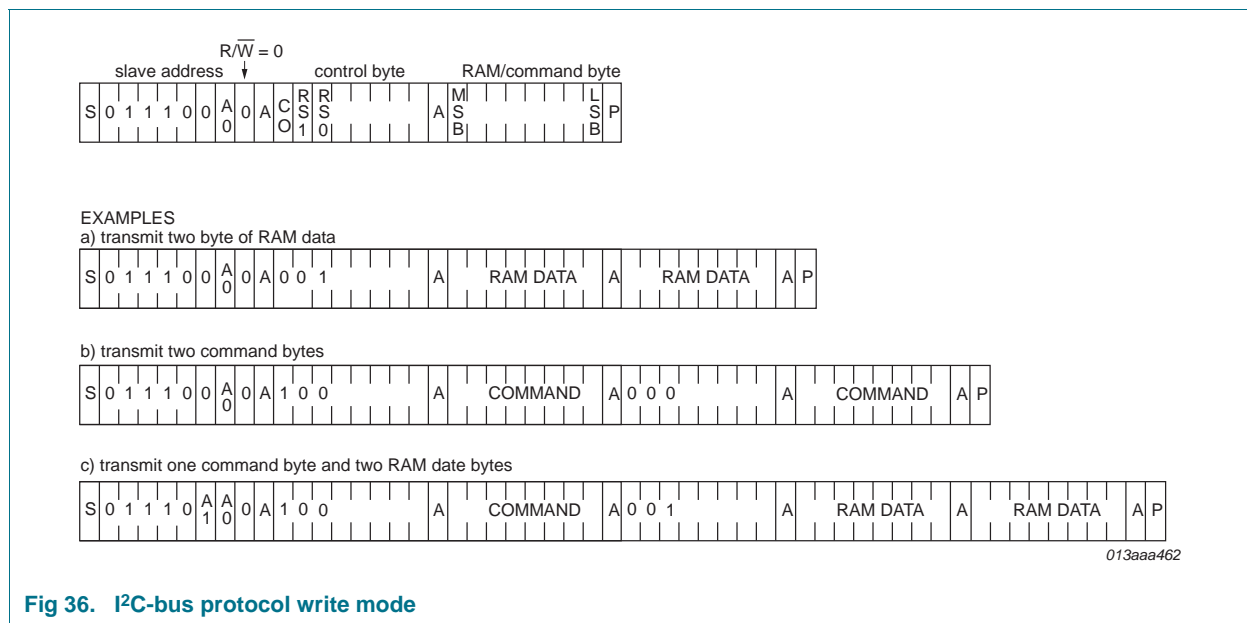 R/W = 0
slave address control byte RAM/command byte
S 0 1 1 1 0 0 A0 0 A CO RS1 RS0 A MSB LSB P
EXAMPLES
a) transmit two byte of RAM data
S 0 1 1 1 0 0 A0 0 A 0 0 1 A RAM DATA A RAM DATA A P
b) transmit two command bytes
S 0 1 1 1 0 0 A0 0 A 1 0 0 A COMMAND A 0 0 0 A COMMAND A P
c) transmit one command byte and two RAM date bytes
S 0 1 1 1 0 A1 A0 0 A 1 0 0 A COMMAND A 0 0 1 A RAM DATA A RAM DATA A P
013aaa462
Fig 36. I²C-bus protocol write mode